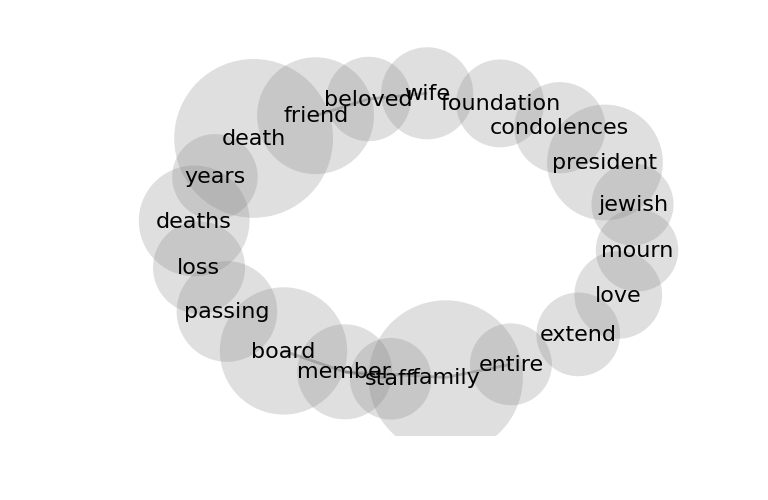 wife
beloved
foundation
friend
condolences
death
president
years
jewish
deaths
mourn
loss
love
passing
extend
board
entire
member
staff
family